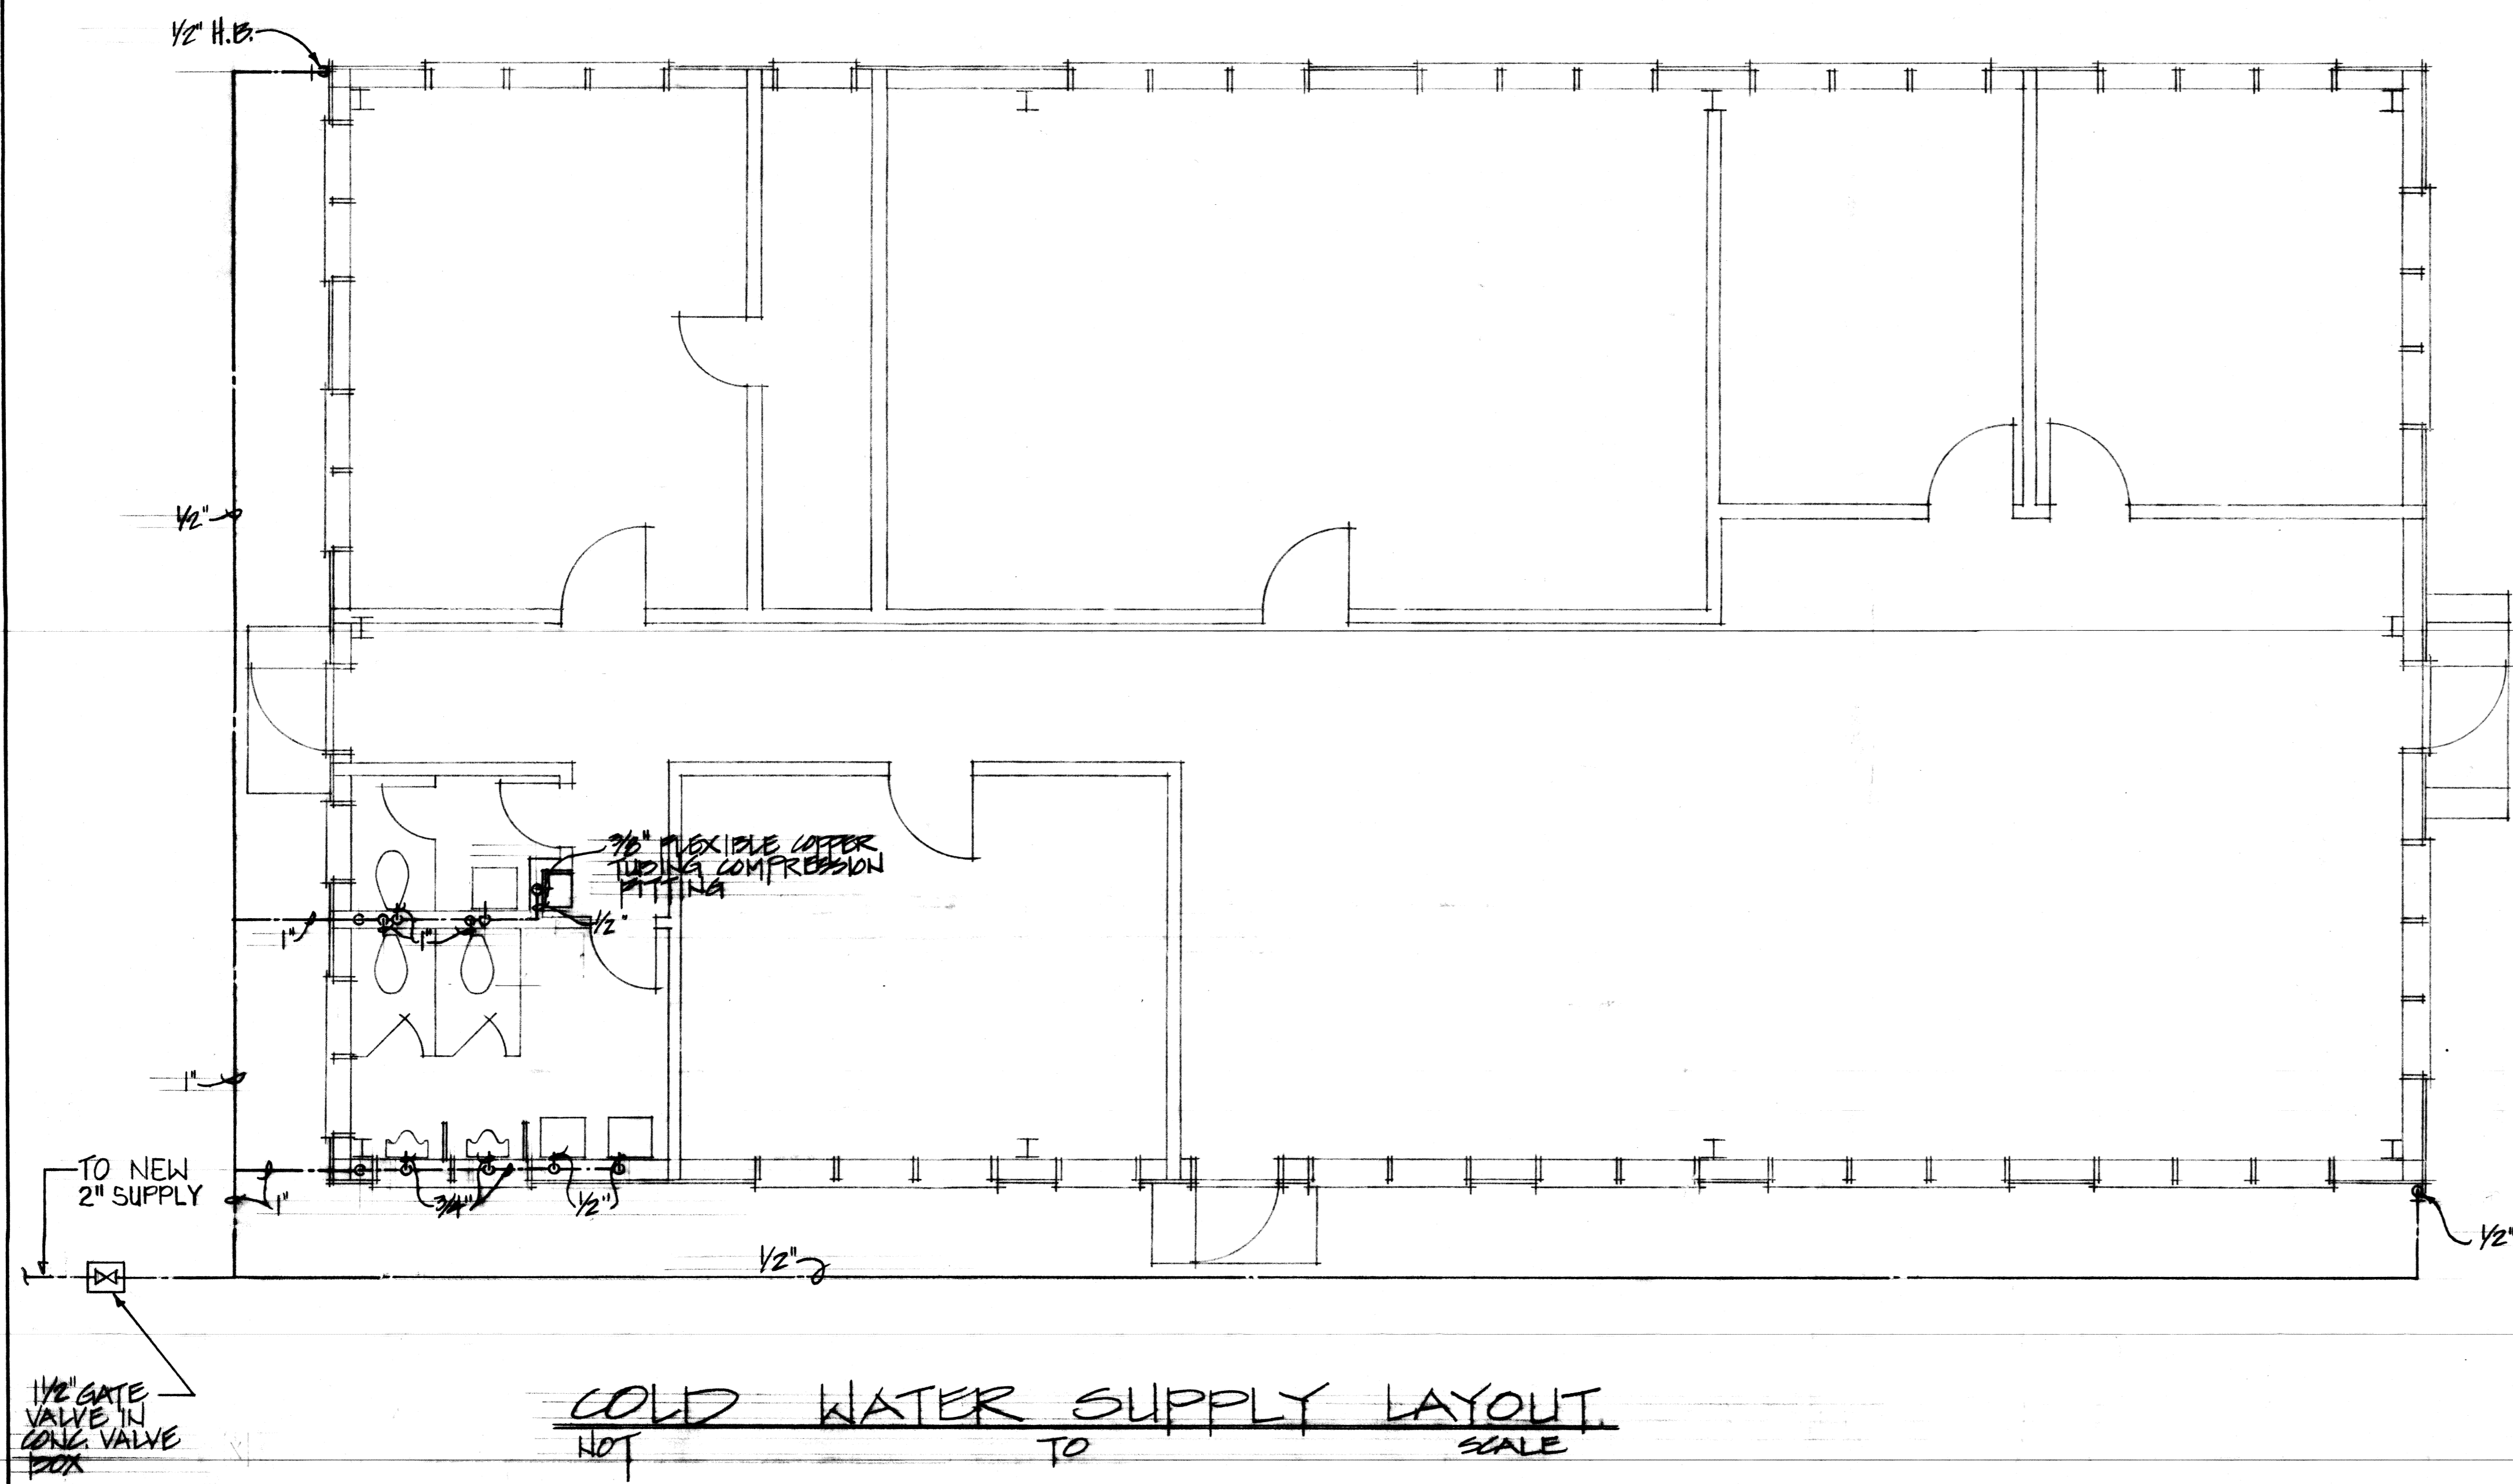 1/2" H.B.
1/2"
3/8" FLEXIBLE COPPER
TUBING COMPRESSION
FITTING
1/2"
1"
1"
1"
TO NEW
2" SUPPLY
1"
3/4"
1/2"
1/2"
1/2"
1 1/2" GATE
VALVE IN
CONC. VALVE
BOX
COLD WATER SUPPLY LAYOUT
NOT TO SCALE